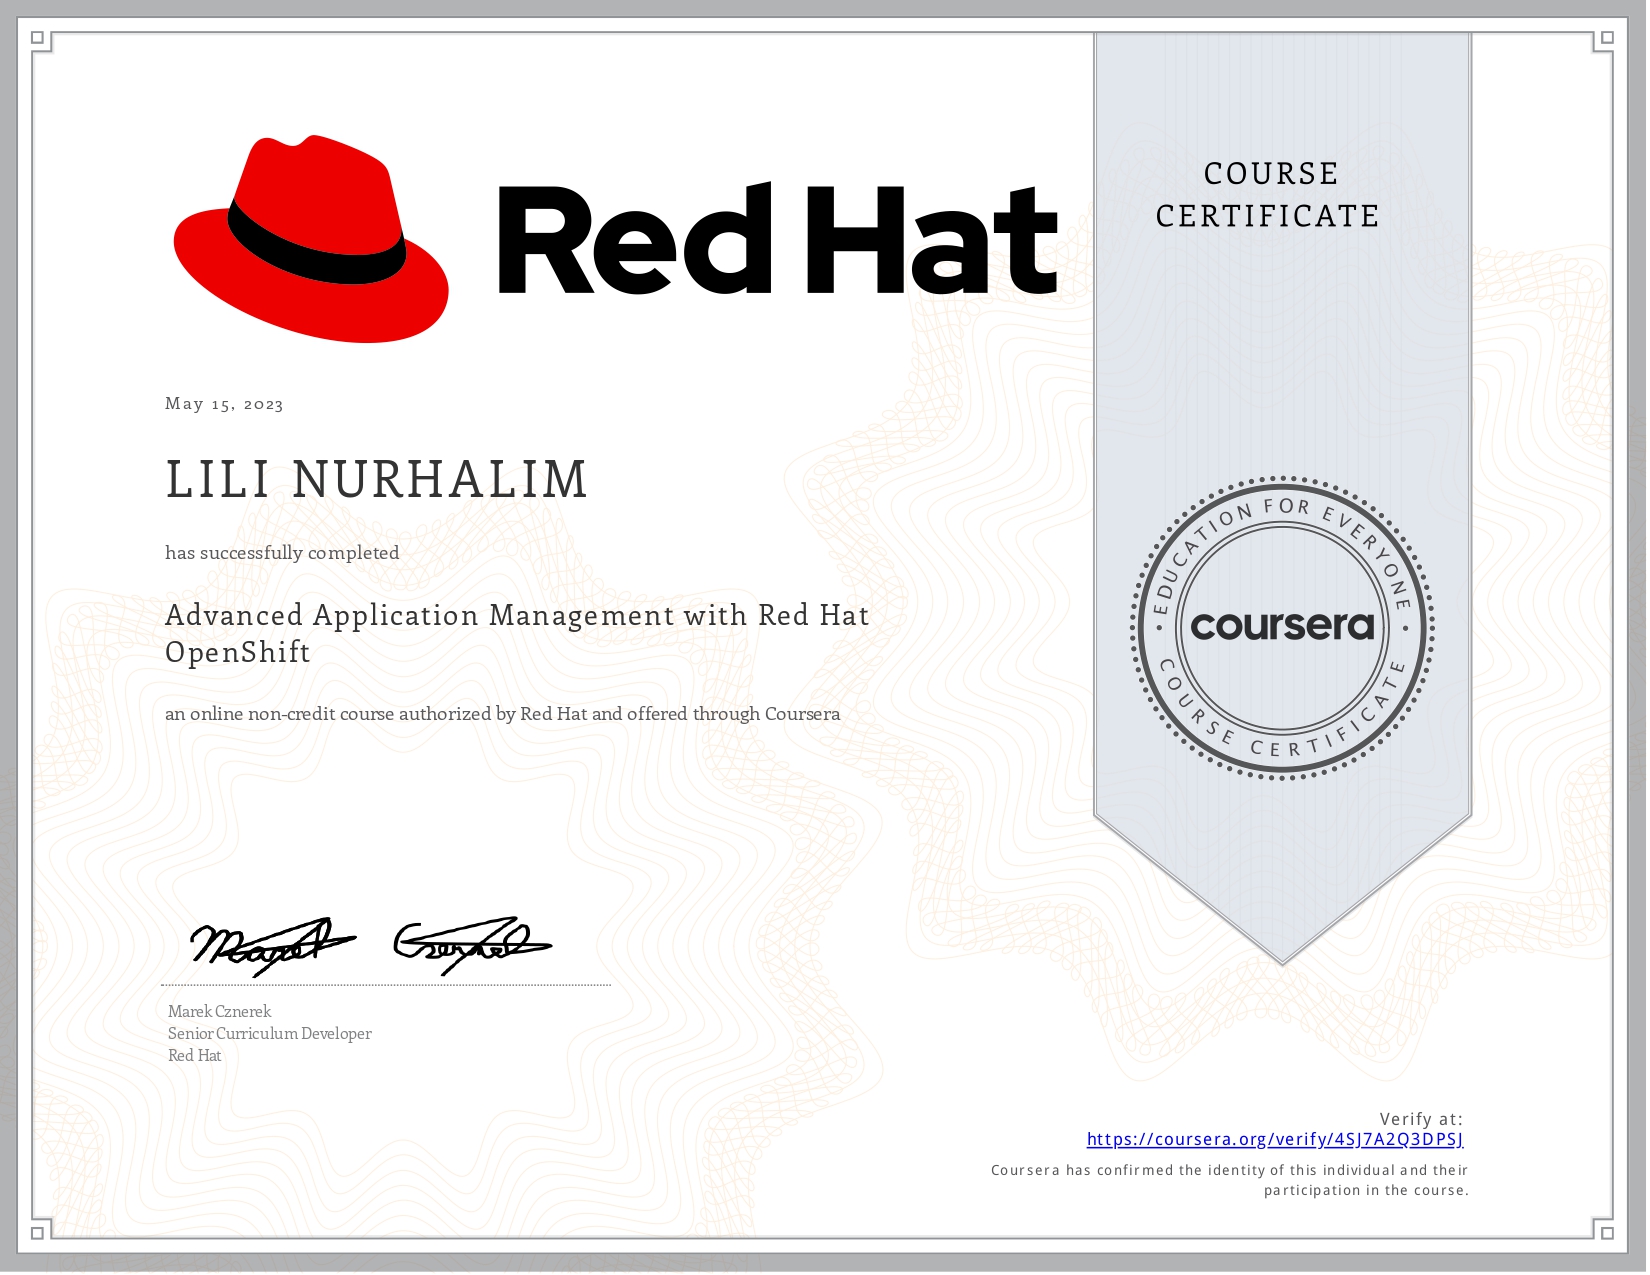 Red Hat
COURSE
CERTIFICATE
May 15, 2023
LILI NURHALIM
has successfully completed
Advanced Application Management with Red Hat
OpenShift
an online non-credit course authorized by Red Hat and offered through Coursera
EDUCATION FOR EVERYONE
coursera
COURSE CERTIFICATE
Marek Cznerek
Senior Curriculum Developer
Red Hat
Verify at:
https://coursera.org/verify/4SJ7A2Q3DPSJ
Coursera has confirmed the identity of this individual and their
participation in the course.